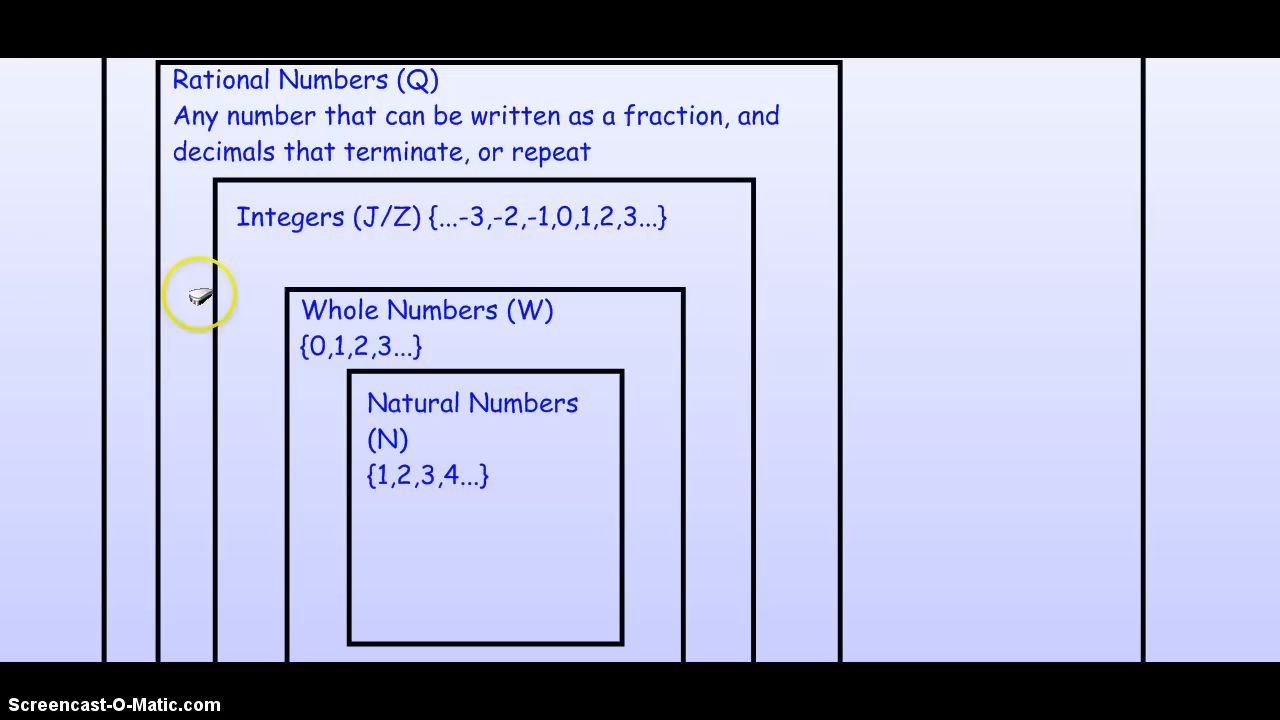 Rational Numbers (Q)
Any number that can be written as a fraction, and
decimals that terminate, or repeat
Integers (J/Z) {...-3,-2,-1,0,1,2,3...}
Whole Numbers (W)
{0,1,2,3...}
Natural Numbers
(N)
{1,2,3,4...}
Screencast-O-Matic.com